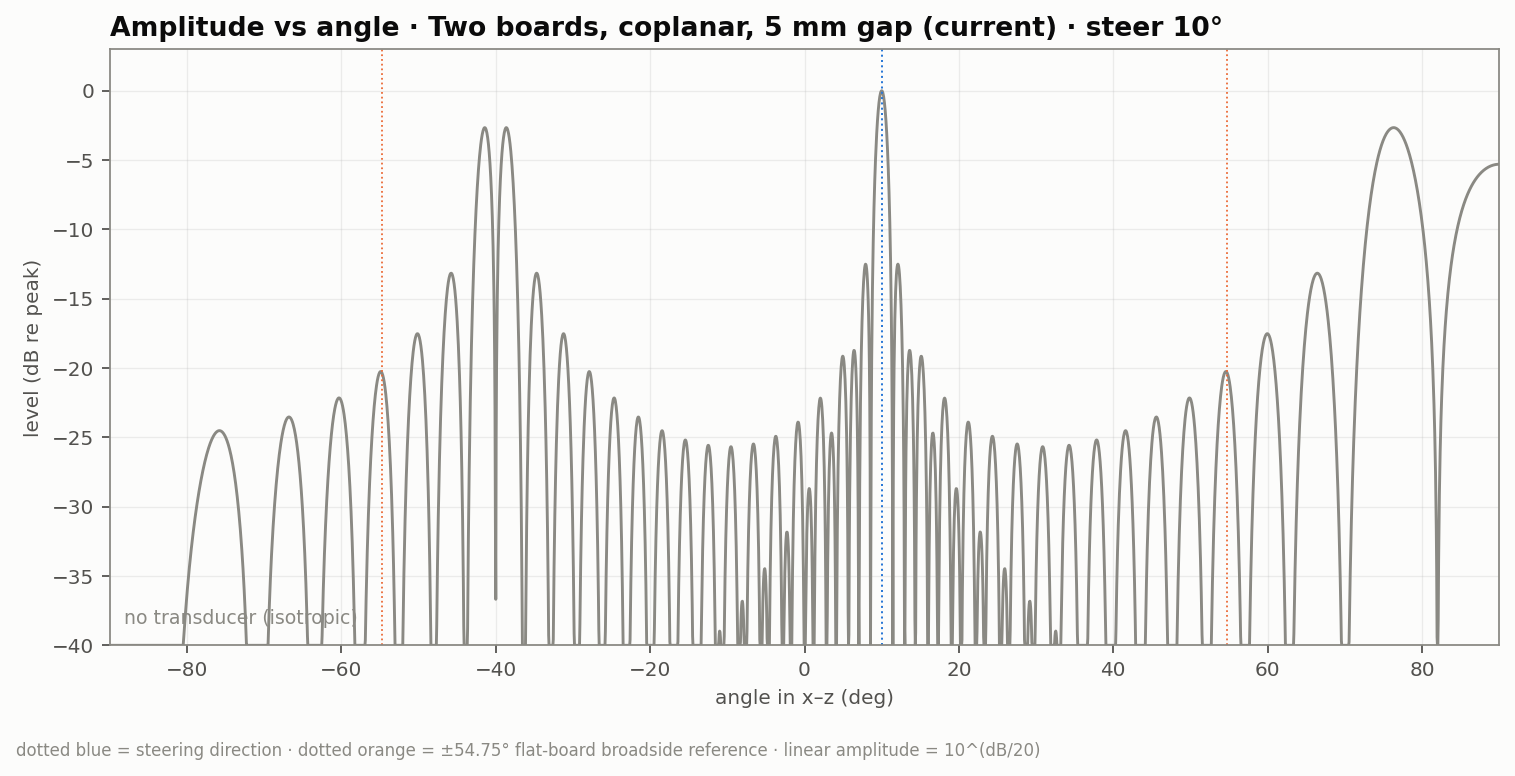 Amplitude vs angle · Two boards, coplanar, 5 mm gap (current) · steer 10°
level (dB re peak)
0
−5
−10
−15
−20
−25
−30
−35
−40
no transducer (isotropic)
−80 −60 −40 −20 0 20 40 60 80
angle in x–z (deg)
dotted blue = steering direction · dotted orange = ±54.75° flat-board broadside reference · linear amplitude = 10^(dB/20)